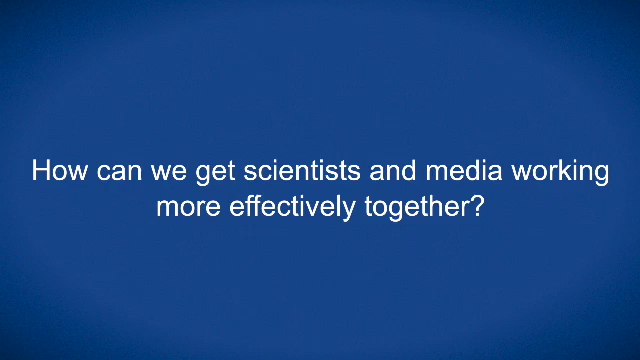 How can we get scientists and media working
more effectively together?